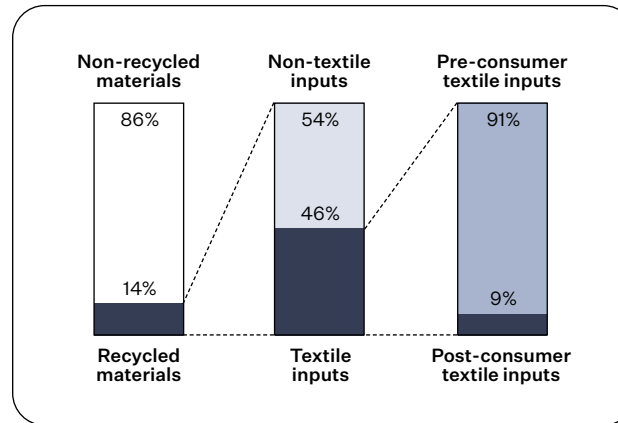 Non-recycled
materials
Non-textile
inputs
Pre-consumer
textile inputs
86%
54%
91%
46%
14%
9%
Recycled
materials
Textile
inputs
Post-consumer
textile inputs